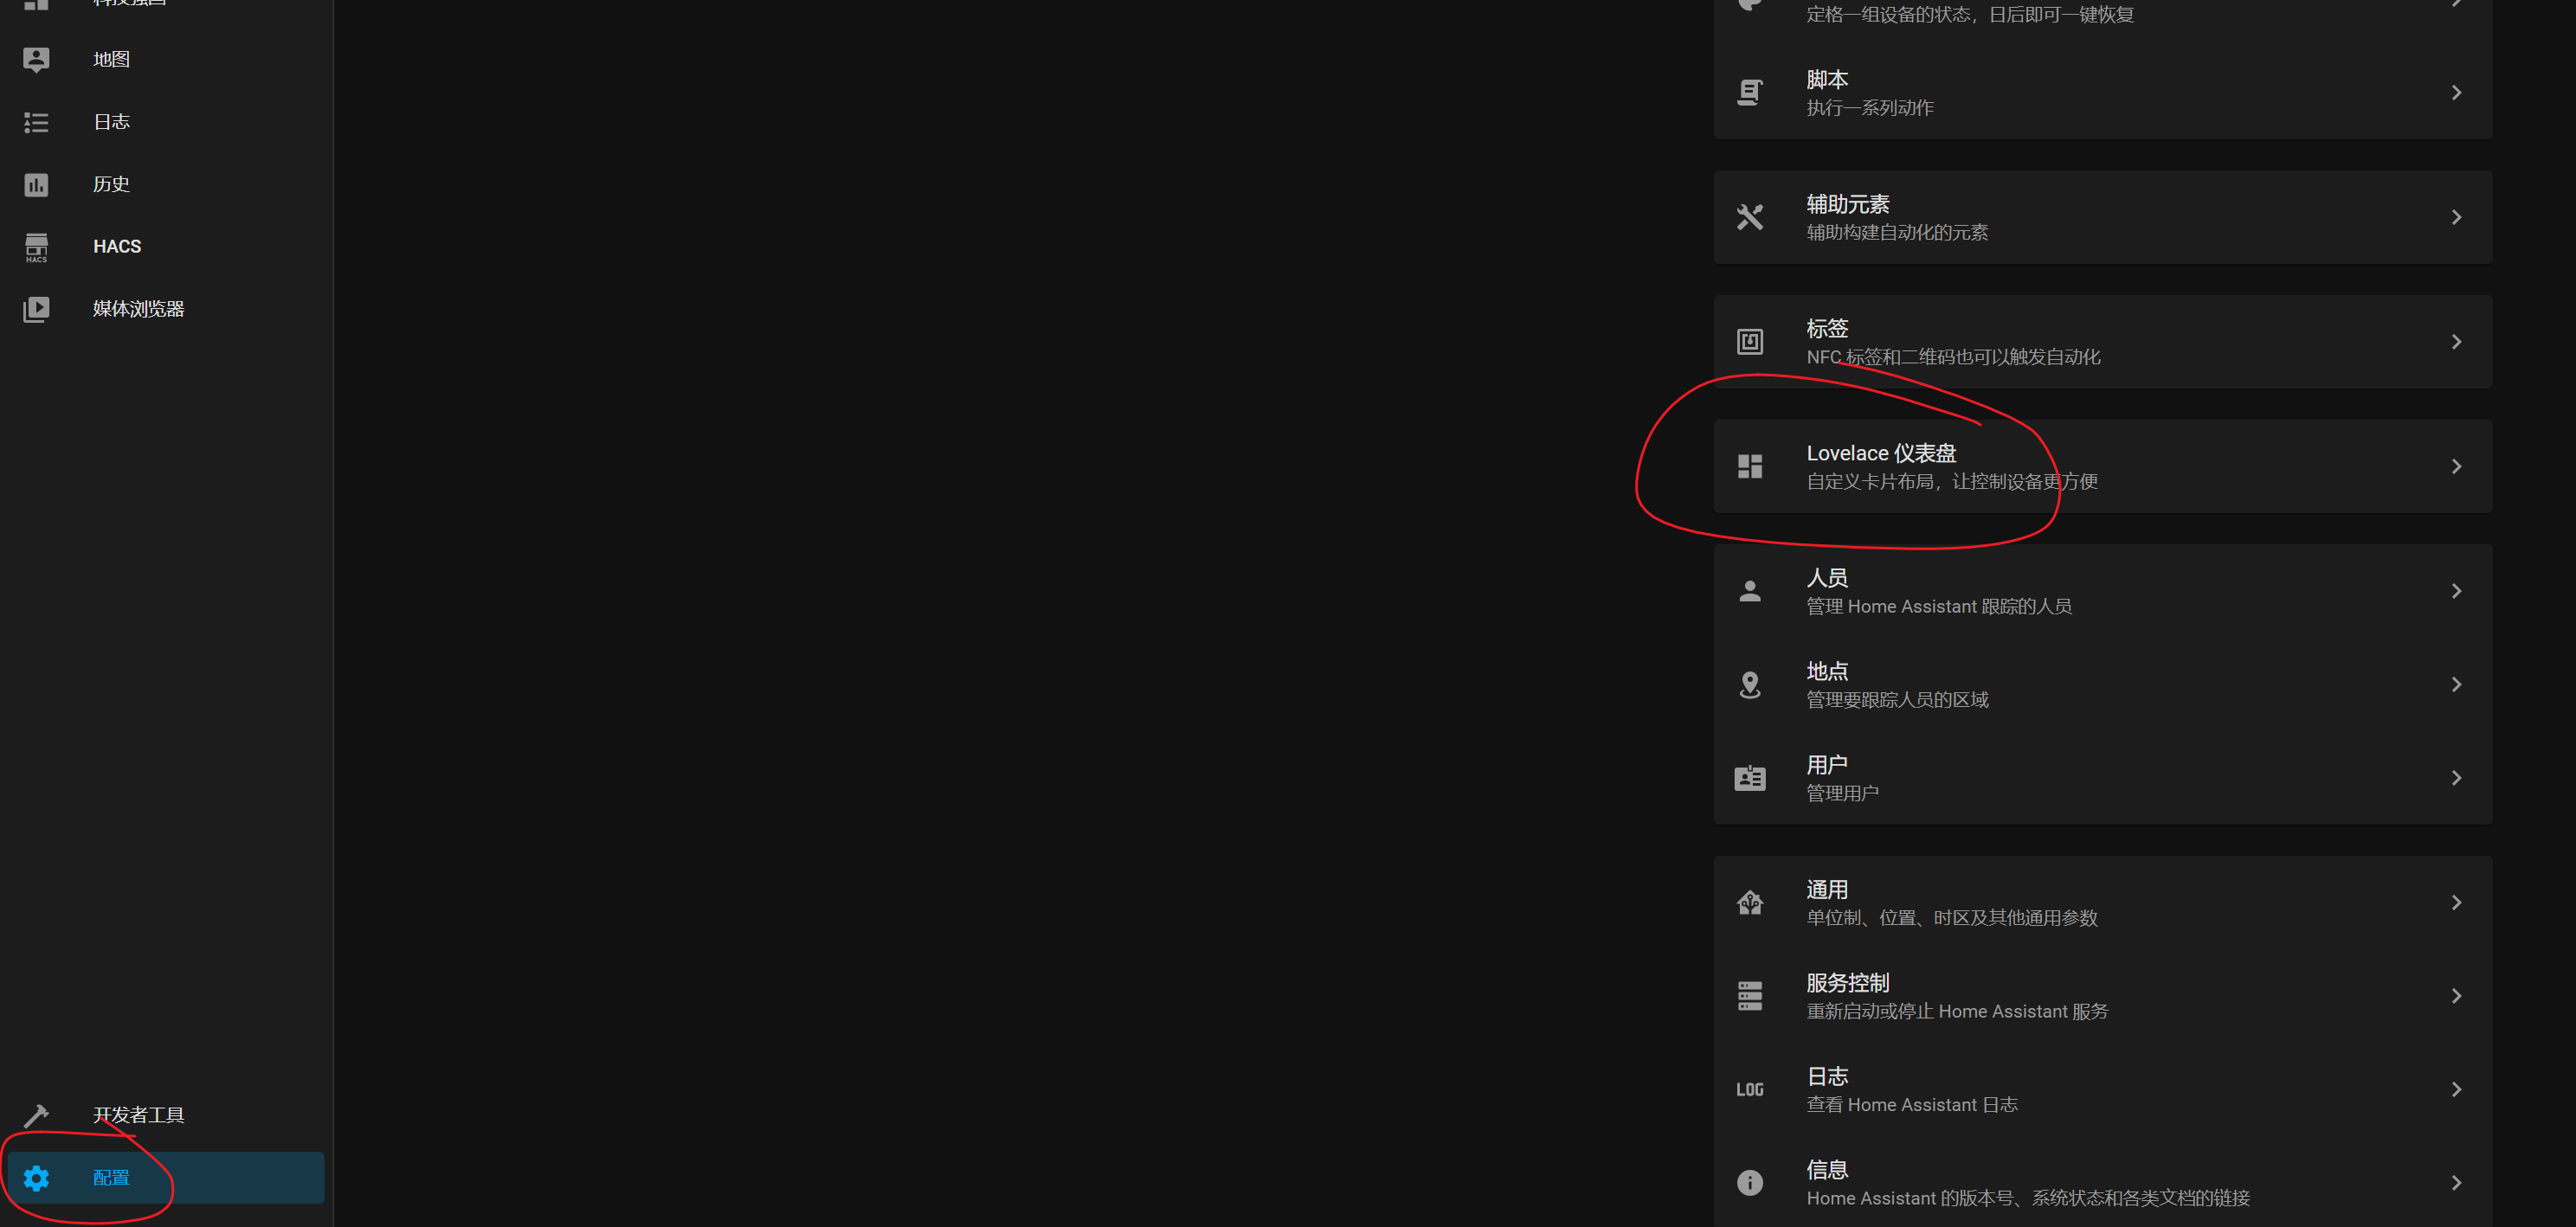 地图
日志
历史
HACS
HACS
媒体浏览器
开发者工具
配置
定格一组设备的状态，日后即可一键恢复
脚本
执行一系列动作
辅助元素
辅助构建自动化的元素
标签
NFC 标签和二维码也可以触发自动化
Lovelace 仪表盘
自定义卡片布局，让控制设备更方便
人员
管理 Home Assistant 跟踪的人员
地点
管理要跟踪人员的区域
用户
管理用户
通用
单位制、位置、时区及其他通用参数
服务控制
重新启动或停止 Home Assistant 服务
LOG
日志
查看 Home Assistant 日志
信息
Home Assistant 的版本号、系统状态和各类文档的链接